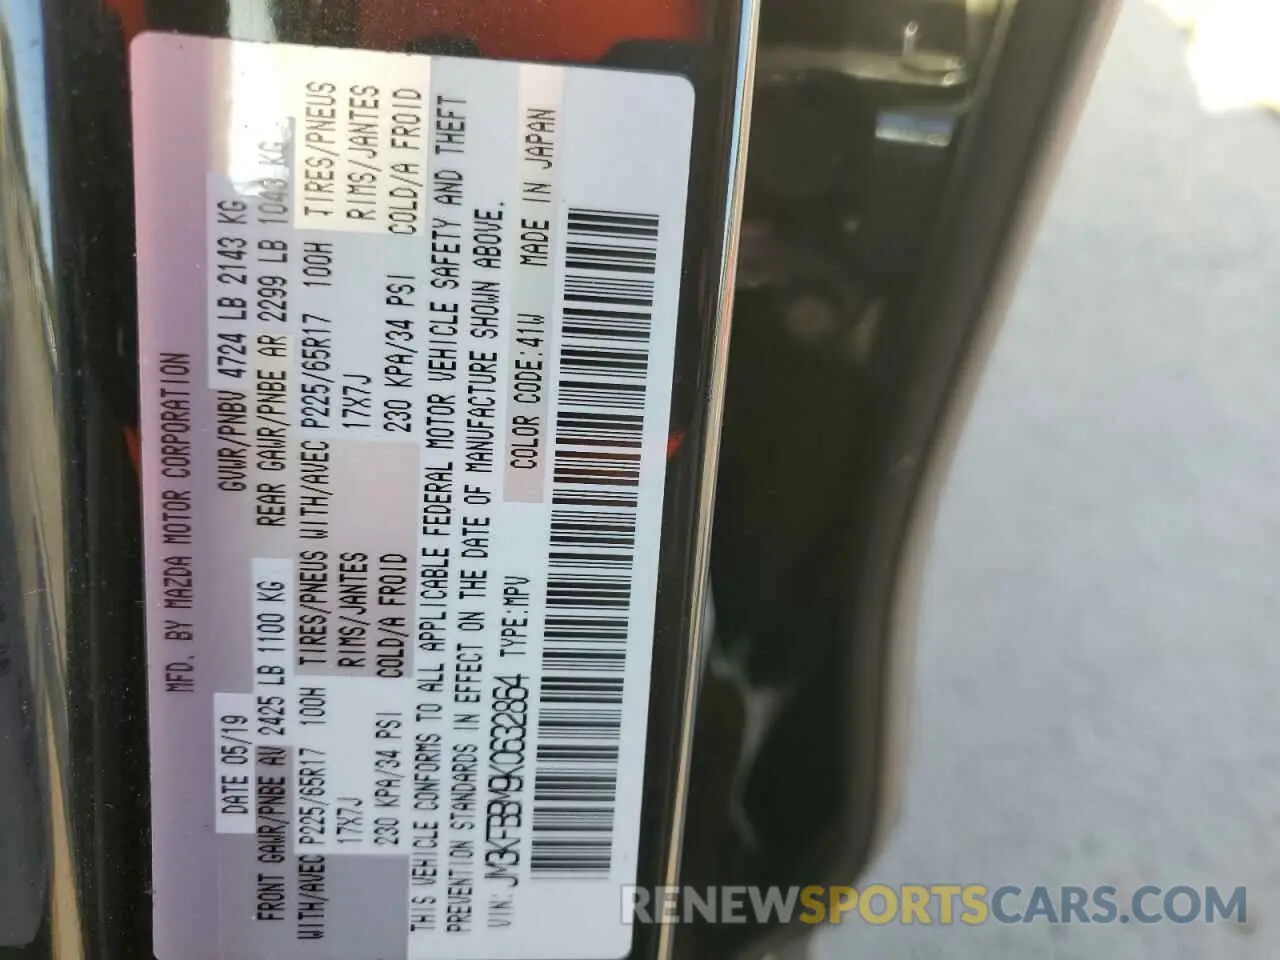 MFD. BY MAZDA MOTOR CORPORATION
DATE 05/19 GVWR/PNBV 4724 LB 2143 KG
FRONT GAWR/PNBE AV 2425 LB 1100 KG REAR GAWR/PNBE AR 2299 LB 1043 KG
WITH/AVEC P225/65R17 100H TIRES/PNEUS WITH/AVEC P225/65R17 100H TIRES/PNEUS
17X7J RIMS/JANTES 17X7J RIMS/JANTES
230 KPA/34 PSI COLD/A FROID 230 KPA/34 PSI COLD/A FROID
THIS VEHICLE CONFORMS TO ALL APPLICABLE FEDERAL MOTOR VEHICLE SAFETY AND THEFT
PREVENTION STANDARDS IN EFFECT ON THE DATE OF MANUFACTURE SHOWN ABOVE.
VIN: JM3KFBBM9K0632864 TYPE:MPV COLOR CODE:41W MADE IN JAPAN
RENEWSPORTSCARS.COM